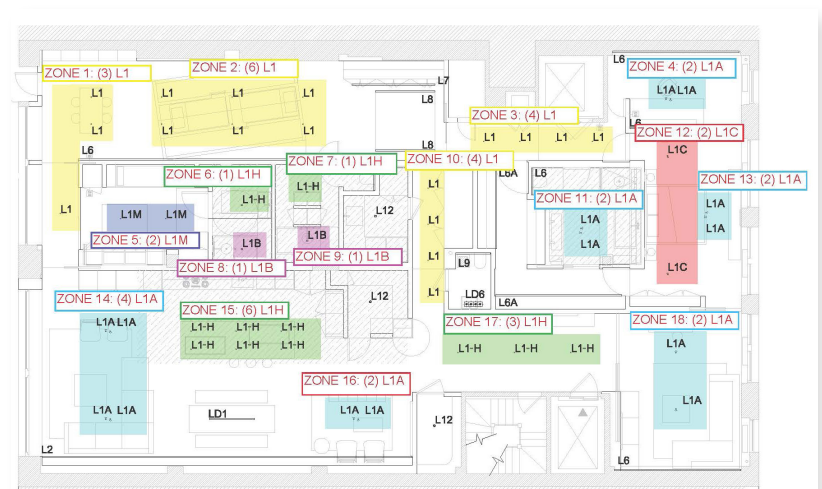 L6
ZONE 4: (2) L1A
ZONE 1: (3) L1
ZONE 2: (6) L1
L7
L1A L1A
L1
L1
L1
L1
L8
ZONE 3: (4) L1
L6
L1
L1
L1
L1
L8
L1
L1
L1
L1
ZONE 12: (2) L1C
L6
ZONE 7: (1) L1H
ZONE 10: (4) L1
L1C
ZONE 6: (1) L1H
L6A
L6
ZONE 13: (2) L1A
L1-H
L1
L1M
L1M
L12
ZONE 11: (2) L1A
L1A
L1A
L1A
L1A
ZONE 5: (2) L1M
L1B
L1B
ZONE 8: (1) L1B
ZONE 9: (1) L1B
L1
L9
L1C
ZONE 14: (4) L1A
L12
L1
LD6
L6A
ZONE 15: (6) L1H
ZONE 17: (3) L1H
ZONE 18: (2) L1A
L1A L1A
L1-H
L1-H
L1-H
L1-H
L1-H
L1-H
L1-H
L1-H
L1-H
L1A
ZONE 16: (2) L1A
L1A
L1A L1A
LD1
L1A L1A
L12
L2
L6